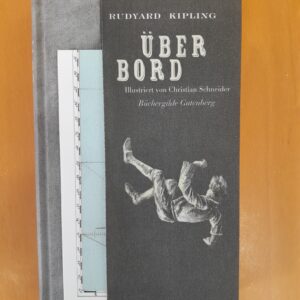 RUDYARD KIPLING
ÜBER
BORD
Illustriert von Christian Schneider
Büchergilde Gutenberg